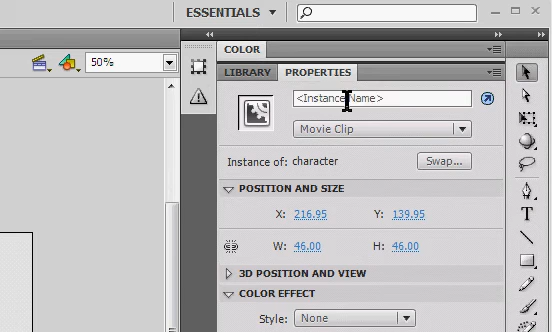 ESSENTIALS
50%
COLOR
LIBRARY PROPERTIES
<Instance Name>
Movie Clip
Instance of: character Swap...
POSITION AND SIZE
X: 216.95 Y: 139.95
W: 46.00 H: 46.00
3D POSITION AND VIEW
COLOR EFFECT
Style: None
T